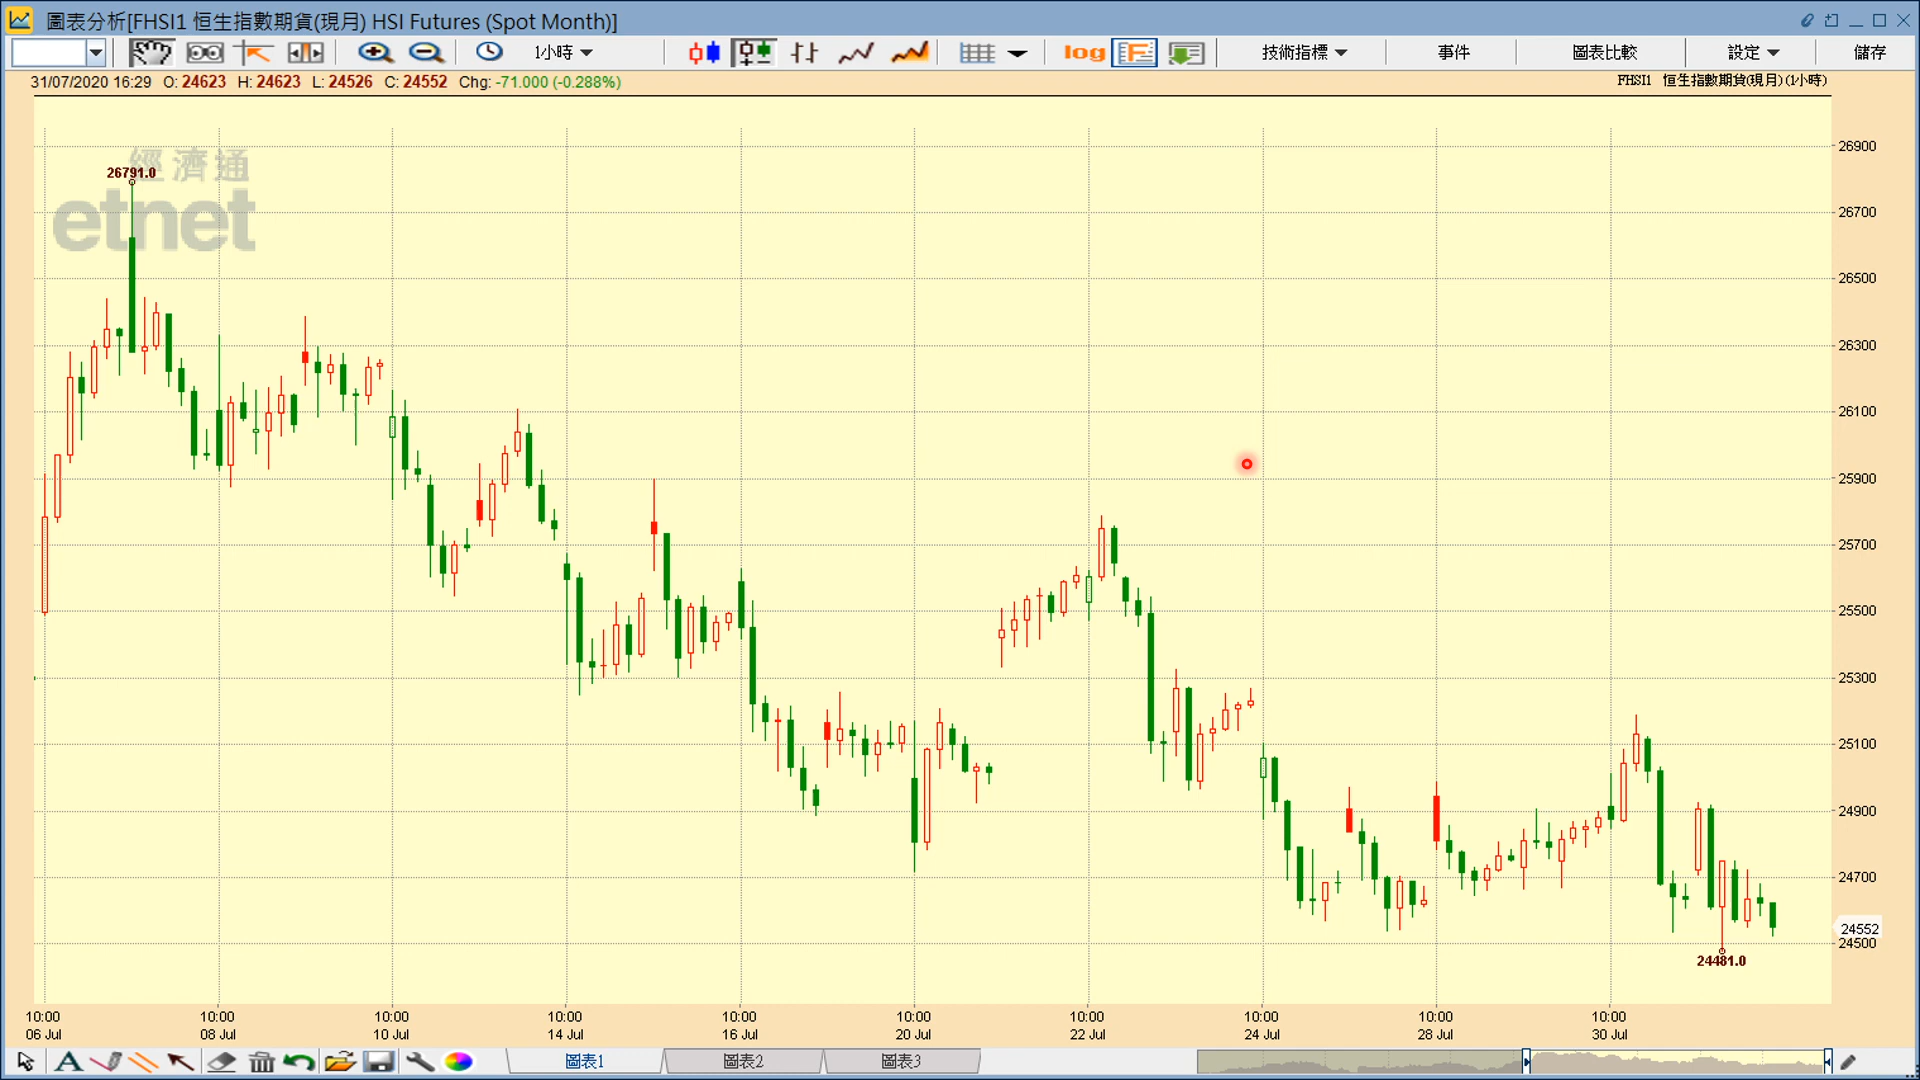 圖表分析[FHSI1 恒生指數期貨(現月) HSI Futures (Spot Month)]
1小時 log 技術指標 事件 圖表比較 設定 儲存
31/07/2020 16:29 O: 24623 H: 24623 L: 24526 C: 24552 Chg: -71.000 (-0.288%)
FHSI1 恒生指數期貨(現月) (1小時)
經濟通
etnet
26791.0
26900
26700
26500
26300
26100
25900
25700
25500
25300
25100
24900
24700
24552
24500
24481.0
10:00 10:00 10:00 10:00 10:00 10:00 10:00 10:00 10:00 10:00
06 Jul 08 Jul 10 Jul 14 Jul 16 Jul 20 Jul 22 Jul 24 Jul 28 Jul 30 Jul
A 圖表1 圖表2 圖表3